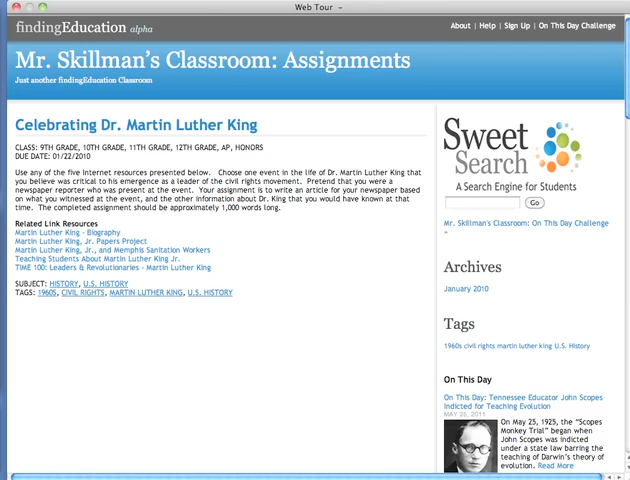 Web Tour –
findingEducation alpha
About | Help | Sign Up | On This Day Challenge
Mr. Skillman's Classroom: Assignments
Just another findingEducation Classroom
Celebrating Dr. Martin Luther King
CLASS: 9TH GRADE, 10TH GRADE, 11TH GRADE, 12TH GRADE, AP, HONORS
DUE DATE: 01/22/2010
Use any of the five Internet resources presented below. Choose one event in the life of Dr. Martin Luther King that
you believe was critical to his emergence as a leader of the civil rights movement. Pretend that you were a
newspaper reporter who was present at the event. Your assignment is to write an article for your newspaper based
on what you witnessed at the event, and the other information about Dr. King that you would have known at that
time. The completed assignment should be approximately 1,000 words long.
Related Link Resources
Martin Luther King - Biography
Martin Luther King, Jr. Papers Project
Martin Luther King, Jr., and Memphis Sanitation Workers
Teaching Students About Martin Luther King Jr.
TIME 100: Leaders & Revolutionaries - Martin Luther King
SUBJECT: HISTORY, U.S. HISTORY
TAGS: 1960S, CIVIL RIGHTS, MARTIN LUTHER KING, U.S. HISTORY
Sweet
Search
A Search Engine for Students
Go
Mr. Skillman's Classroom: On This Day Challenge
»
Archives
January 2010
Tags
1960s civil rights martin luther king U.S. History
On This Day
On This Day: Tennessee Educator John Scopes
Indicted for Teaching Evolution
MAY 25, 2011
On May 25, 1925, the "Scopes
Monkey Trial" began when
John Scopes was indicted
under a state law barring the
teaching of Darwin's theory of
evolution. Read More